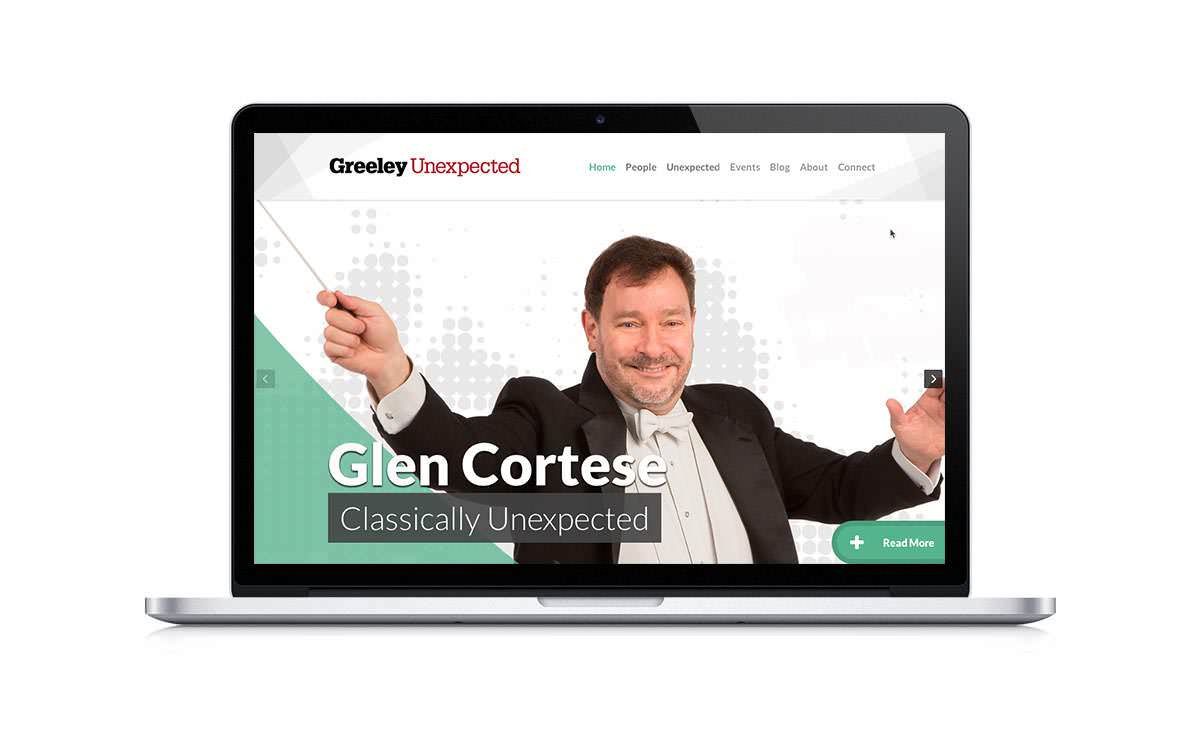 Greeley Unexpected
Home People Unexpected Events Blog About Connect
Glen Cortese
Classically Unexpected
Read More